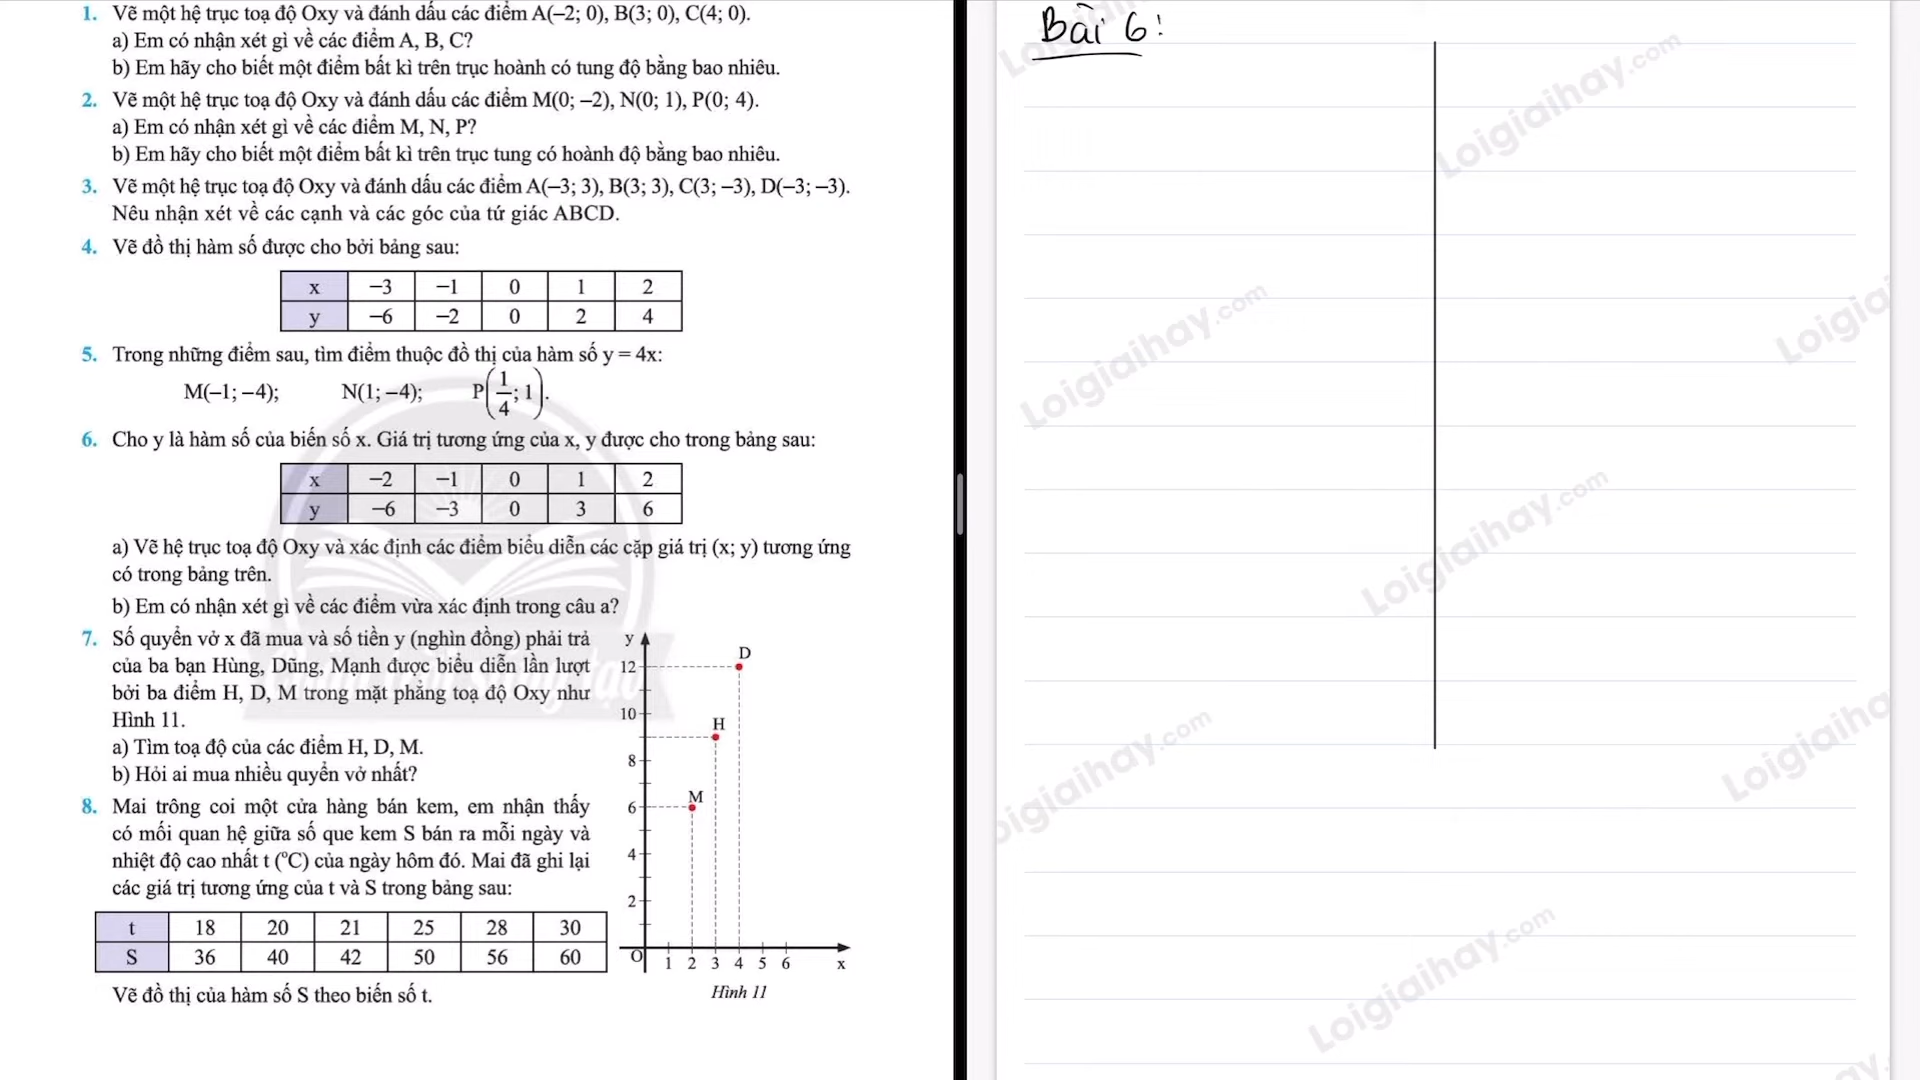 1. Vẽ một hệ trục toạ độ Oxy và đánh dấu các điểm A(–2; 0), B(3; 0), C(4; 0).
a) Em có nhận xét gì về các điểm A, B, C?
b) Em hãy cho biết một điểm bất kì trên trục hoành có tung độ bằng bao nhiêu.
2. Vẽ một hệ trục toạ độ Oxy và đánh dấu các điểm M(0; –2), N(0; 1), P(0; 4).
a) Em có nhận xét gì về các điểm M, N, P?
b) Em hãy cho biết một điểm bất kì trên trục tung có hoành độ bằng bao nhiêu.
3. Vẽ một hệ trục toạ độ Oxy và đánh dấu các điểm A(–3; 3), B(3; 3), C(3; –3), D(–3; –3).
Nêu nhận xét về các cạnh và các góc của tứ giác ABCD.
4. Vẽ đồ thị hàm số được cho bởi bảng sau:
x –3 –1 0 1 2
y –6 –2 0 2 4
5. Trong những điểm sau, tìm điểm thuộc đồ thị của hàm số y = 4x:
M(–1; –4); N(1; –4); P(1/4; 1).
6. Cho y là hàm số của biến số x. Giá trị tương ứng của x, y được cho trong bảng sau:
x –2 –1 0 1 2
y –6 –3 0 3 6
a) Vẽ hệ trục toạ độ Oxy và xác định các điểm biểu diễn các cặp giá trị (x; y) tương ứng
có trong bảng trên.
b) Em có nhận xét gì về các điểm vừa xác định trong câu a?
7. Số quyển vở x đã mua và số tiền y (nghìn đồng) phải trả
của ba bạn Hùng, Dũng, Mạnh được biểu diễn lần lượt
bởi ba điểm H, D, M trong mặt phẳng toạ độ Oxy như
Hình 11.
a) Tìm toạ độ của các điểm H, D, M.
b) Hỏi ai mua nhiều quyển vở nhất?
8. Mai trông coi một cửa hàng bán kem, em nhận thấy
có mối quan hệ giữa số que kem S bán ra mỗi ngày và
nhiệt độ cao nhất t (°C) của ngày hôm đó. Mai đã ghi lại
các giá trị tương ứng của t và S trong bảng sau:
t 18 20 21 25 28 30
S 36 40 42 50 56 60
Vẽ đồ thị của hàm số S theo biến số t.
y
D
12
10
H
8
M
6
4
2
O 1 2 3 4 5 6 x
Hình 11
Bài 6:
Loigiaihay.com
Loigiaihay.com
Loigiaihay.com
Loigiaihay.com
Loigiaihay.com